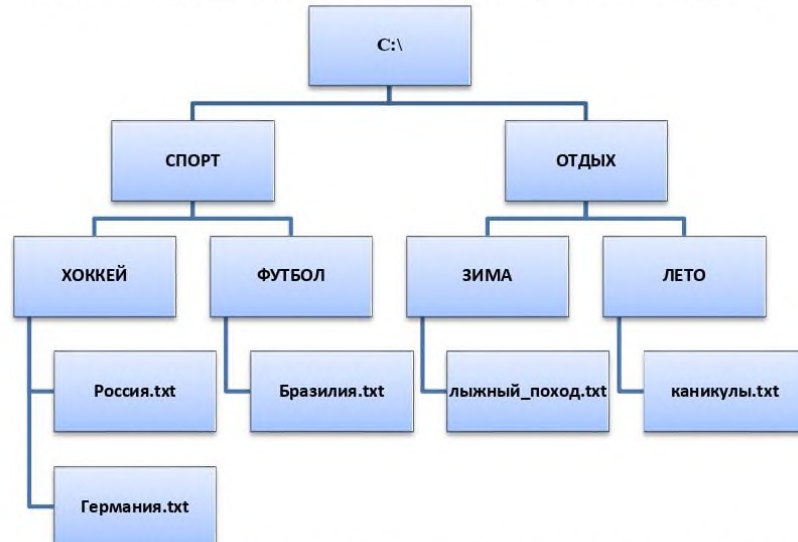 C:\
СПОРТ
ОТДЫХ
ХОККЕЙ
ФУТБОЛ
ЗИМА
ЛЕТО
Россия.txt
Бразилия.txt
лыжный_поход.txt
каникулы.txt
Германия.txt